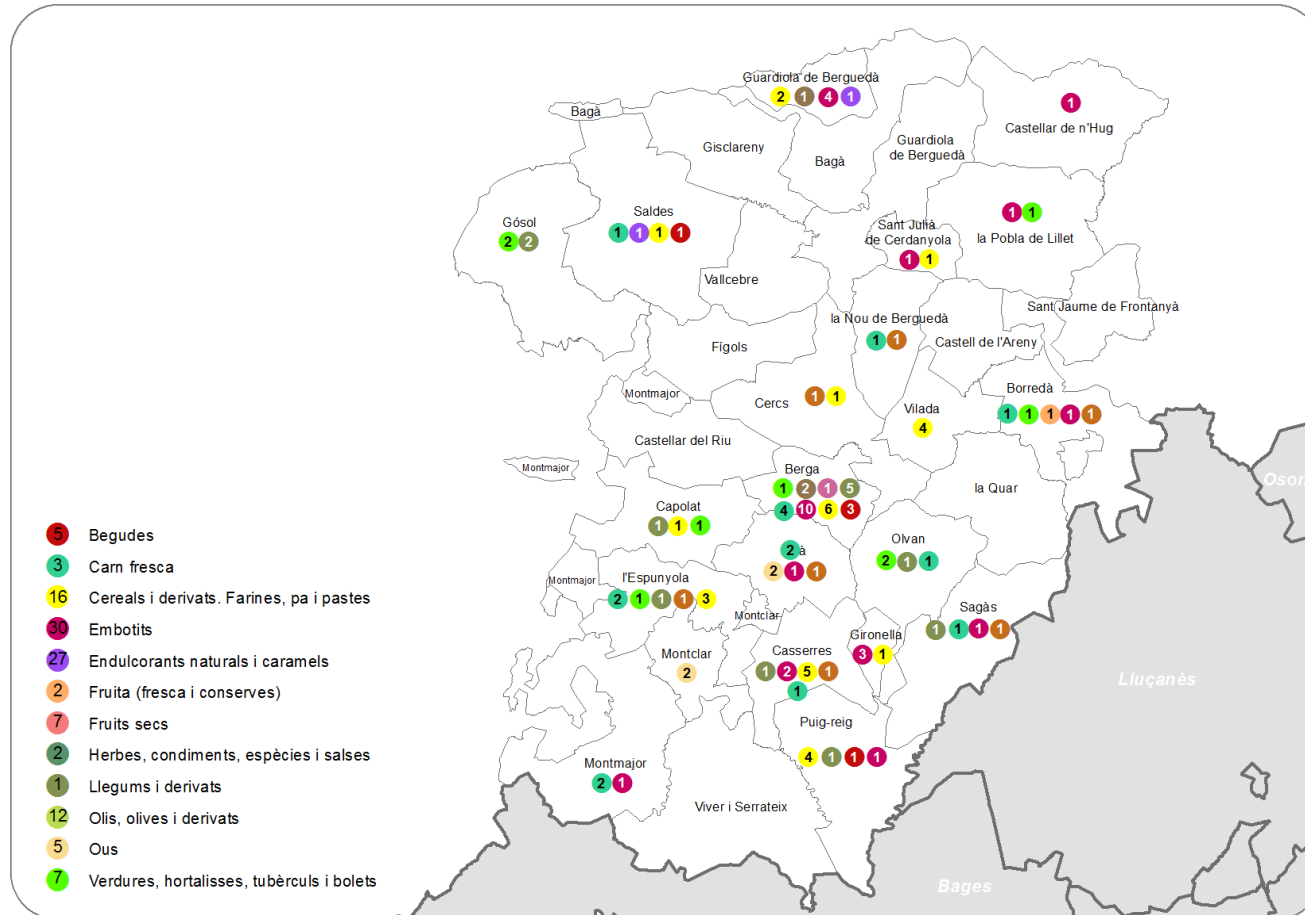 Guardiola de Berguedà
2 1 4 1
1
Castellar de n'Hug
Bagà
Gisclareny
Bagà
Guardiola
de Berguedà
Gósol
2 2
Saldes
1 1 1 1
1 1
la Pobla de Lillet
Sant Julià
de Cerdanyola
1 1
Vallcebre
Sant Jaume de Frontanyà
la Nou de Berguedà
1 1
Castell de l'Areny
Fígols
Montmajor
Cercs
1 1
Vilada
4
Borredà
1 1 1 1 1
Castellar del Riu
Montmajor
Berga
1 2 1 5
4 10 6 3
la Quar
Capolat
1 1 1
Olvan
2 1 1
2 à
2 1 1
Montmajor
l'Espunyola
2 1 1 1 3
Montclar
Sagàs
1 1 1 1
Gironella
3 1
Montclar
2
Casserres
1 2 5 1
1
Puig-reig
4 1 1 1
Montmajor
2 1
Viver i Serrateix
Oson
Lluçanès
Bages
5 Begudes
3 Carn fresca
16 Cereals i derivats. Farines, pa i pastes
30 Embotits
27 Endulcorants naturals i caramels
2 Fruita (fresca i conserves)
7 Fruits secs
2 Herbes, condiments, espècies i salses
1 Llegums i derivats
12 Olis, olives i derivats
5 Ous
7 Verdures, hortalisses, tubèrculs i bolets